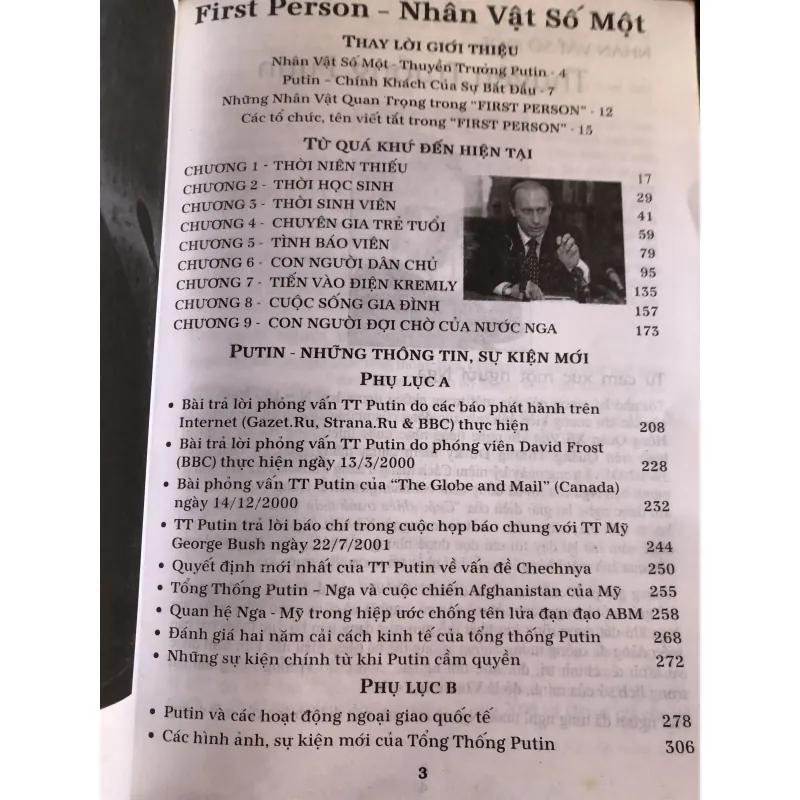 First Person – Nhân Vật Số Một
THAY LỜI GIỚI THIỆU
Nhân Vật Số Một - Thuyền Trưởng Putin - 4
Putin – Chính Khách Của Sự Bắt Đầu - 7
Những Nhân Vật Quan Trọng trong "FIRST PERSON" - 12
Các tổ chức, tên viết tắt trong "FIRST PERSON" - 15
TỪ QUÁ KHỨ ĐẾN HIỆN TẠI
CHƯƠNG 1 - THỜI NIÊN THIẾU 17
CHƯƠNG 2 - THỜI HỌC SINH 29
CHƯƠNG 3 - THỜI SINH VIÊN 41
CHƯƠNG 4 - CHUYÊN GIA TRẺ TUỔI 59
CHƯƠNG 5 - TÌNH BÁO VIÊN 79
CHƯƠNG 6 - CON NGƯỜI DÂN CHỦ 95
CHƯƠNG 7 - TIẾN VÀO ĐIỆN KREMLY 135
CHƯƠNG 8 - CUỘC SỐNG GIA ĐÌNH 157
CHƯƠNG 9 - CON NGƯỜI ĐỢI CHỜ CỦA NƯỚC NGA 173
PUTIN - NHỮNG THÔNG TIN, SỰ KIỆN MỚI
PHỤ LỤC A
• Bài trả lời phỏng vấn TT Putin do các báo phát hành trên
Internet (Gazet.Ru, Strana.Ru & BBC) thực hiện 208
• Bài trả lời phỏng vấn TT Putin do phóng viên David Frost
(BBC) thực hiện ngày 13/3/2000 228
• Bài phỏng vấn TT Putin của "The Globe and Mail" (Canada)
ngày 14/12/2000 232
• TT Putin trả lời báo chí trong cuộc họp báo chung với TT Mỹ
George Bush ngày 22/7/2001 244
• Quyết định mới nhất của TT Putin về vấn đề Chechnya 250
• Tổng Thống Putin – Nga và cuộc chiến Afghanistan của Mỹ 255
• Quan hệ Nga - Mỹ trong hiệp ước chống tên lửa đạn đạo ABM 258
• Đánh giá hai năm cải cách kinh tế của tổng thống Putin 268
• Những sự kiện chính từ khi Putin cầm quyền 272
PHỤ LỤC B
• Putin và các hoạt động ngoại giao quốc tế 278
• Các hình ảnh, sự kiện mới của Tổng Thống Putin 306
3